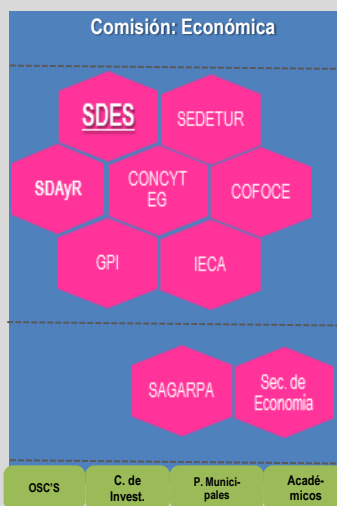 Comisión: Económica
SDES
SEDETUR
SDAyR
CONCYT
EG
COFOCE
GPI
IECA
SAGARPA
Sec. de
Economía
OSC'S
C. de
Invest.
P. Munici-
pales
Acadé-
micos